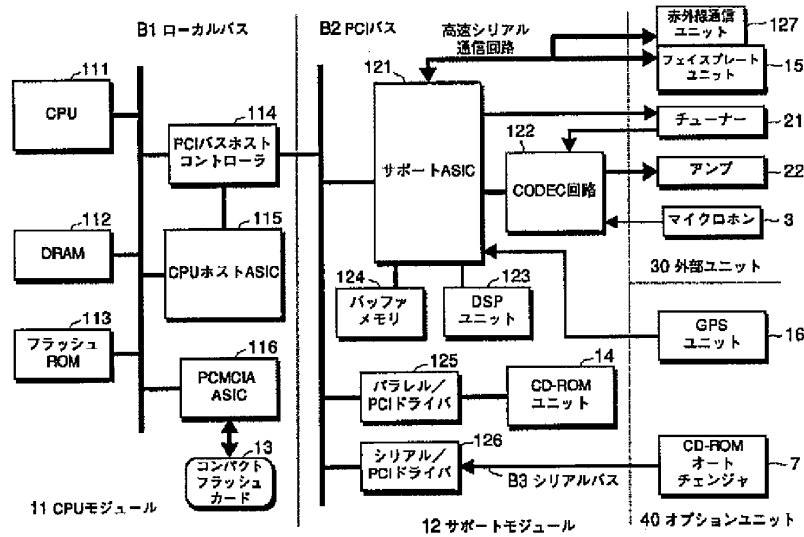 B1 ローカルバス
B2 PCIバス
高速シリアル
通信回路
赤外線通信
ユニット
127
フェイスプレート
ユニット
15
111
CPU
114
PCIバスホスト
コントローラ
121
サポートASIC
チューナー
21
122
CODEC回路
アンプ
22
マイクロホン
3
30 外部ユニット
112
DRAM
115
CPUホストASIC
124
バッファ
メモリ
123
DSP
ユニット
GPS
ユニット
16
113
フラッシュ
ROM
116
PCMCIA
ASIC
125
パラレル/
PCIドライバ
14
CD-ROM
ユニット
13
コンパクト
フラッシュ
カード
126
シリアル/
PCIドライバ
B3 シリアルバス
CD-ROM
オート
チェンジャ
7
11 CPUモジュール
12 サポートモジュール
40 オプションユニット